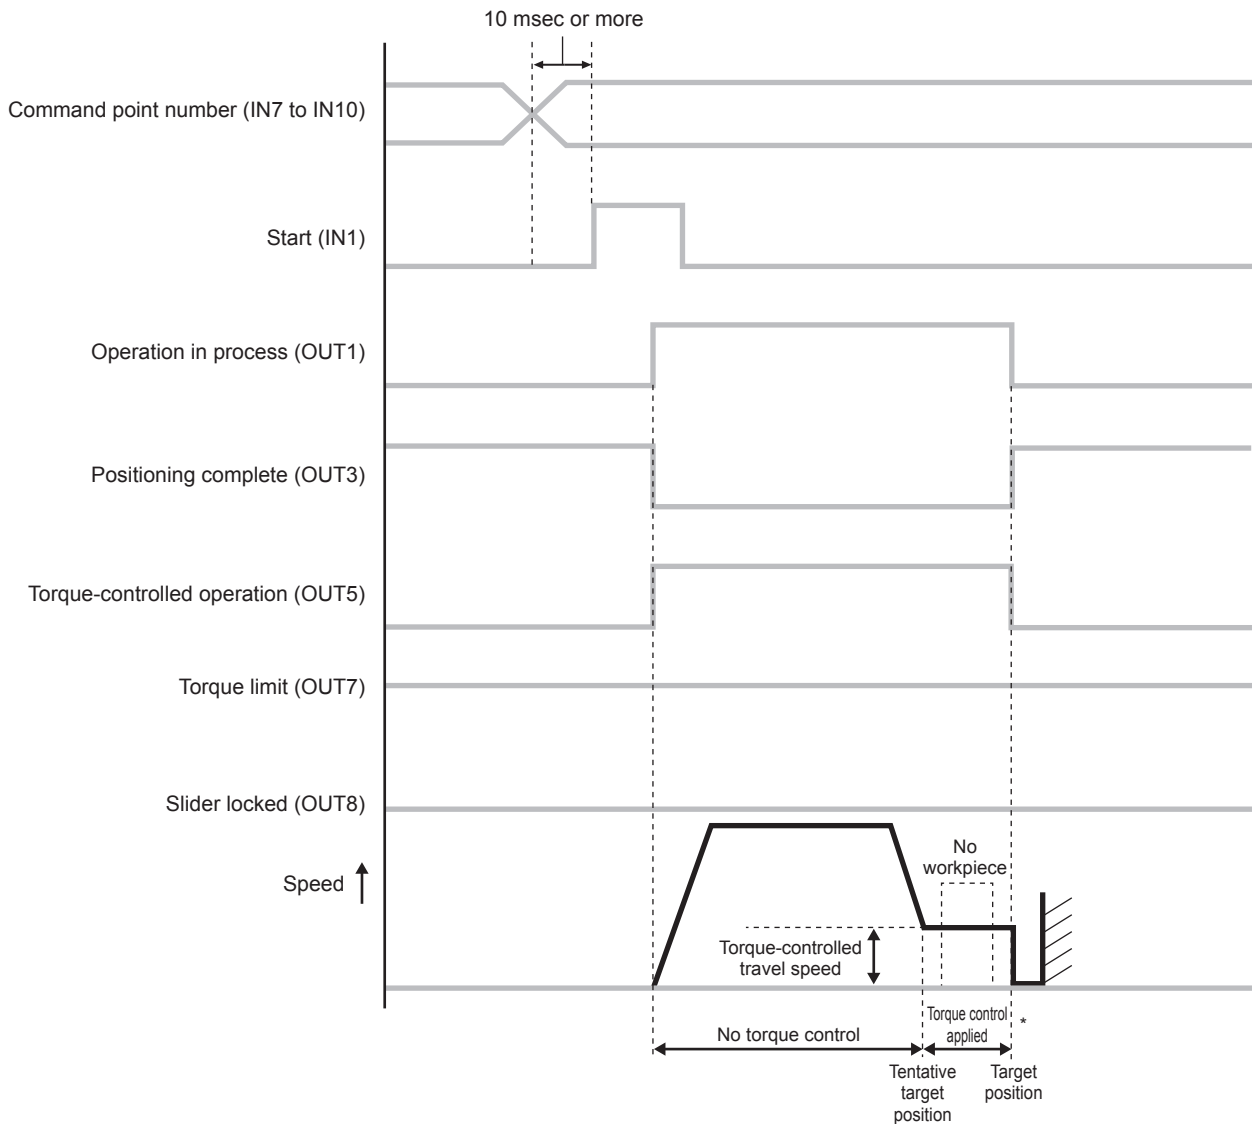 10 msec or more
Command point number (IN7 to IN10)
Start (IN1)
Operation in process (OUT1)
Positioning complete (OUT3)
Torque-controlled operation (OUT5)
Torque limit (OUT7)
Slider locked (OUT8)
Speed
No
workpiece
Torque-controlled
travel speed
No torque control
Torque control
applied
*
Tentative
target
position
Target
position